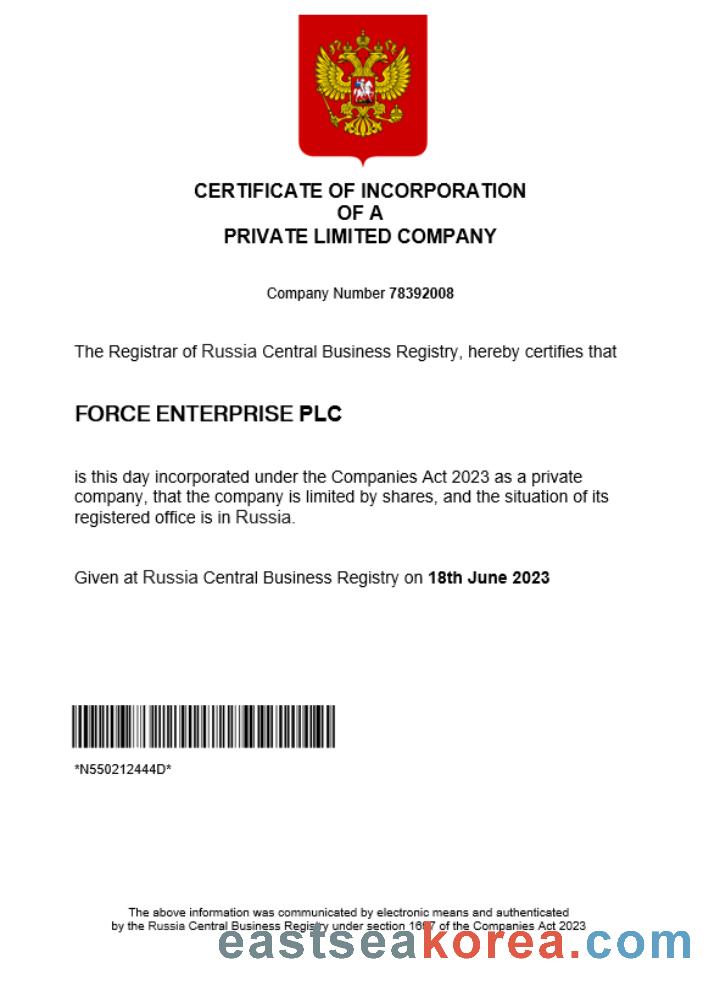 CERTIFICATE OF INCORPORATION
OF A
PRIVATE LIMITED COMPANY
Company Number 78392008
The Registrar of Russia Central Business Registry, hereby certifies that
FORCE ENTERPRISE PLC
is this day incorporated under the Companies Act 2023 as a private
company, that the company is limited by shares, and the situation of its
registered office is in Russia.
Given at Russia Central Business Registry on 18th June 2023
*N550212444D*
The above information was communicated by electronic means and authenticated
by the Russia Central Business Registry under section of the Companies Act 2023
eastseakorea.com